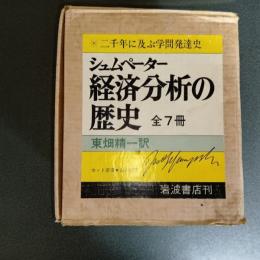 二千年に及ぶ学問発達史
シュムペーター
経済分析の
歴史 全7冊
東畑精一訳
岩波書店刊